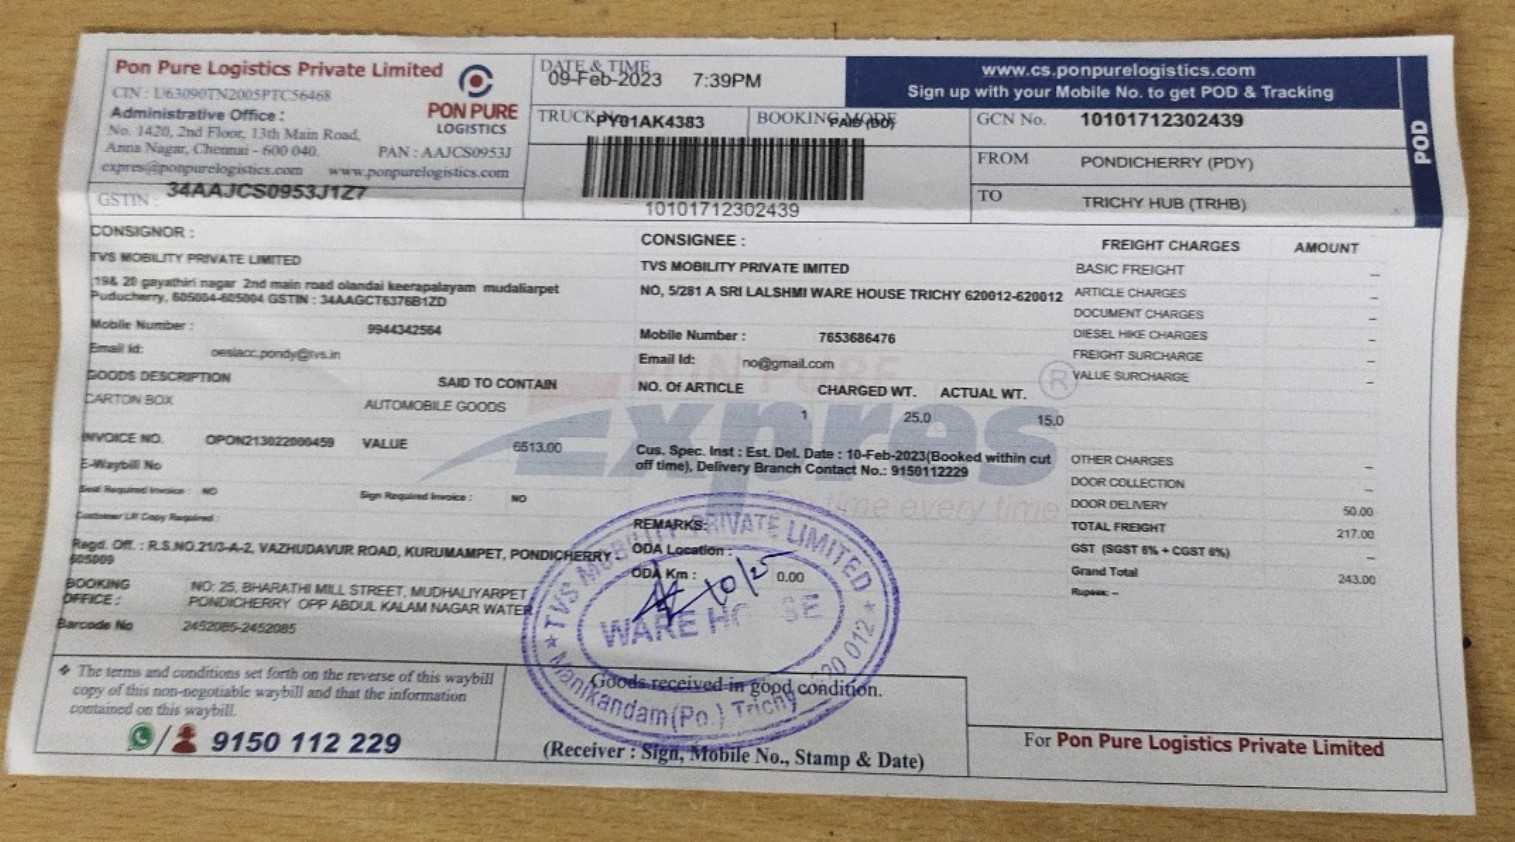 Pon Pure Logistics Private Limited
CIN : U63090TN2005PTC56468
Administrative Office :
No. 1420, 2nd Floor, 13th Main Road,
Anna Nagar, Chennai - 600 040.
PAN : AAJCS0953J
expres@ponpurelogistics.com www.ponpurelogistics.com
GSTIN : 34AAJCS0953J1Z7
PON PURE
LOGISTICS
DATE & TIME
09-Feb-2023 7:39PM
TRUCK No PY01AK4383
BOOKING MODE PAID (DD)
10101712302439
www.cs.ponpurelogistics.com
Sign up with your Mobile No. to get POD & Tracking
GCN No. 10101712302439
FROM PONDICHERRY (PDY)
TO TRICHY HUB (TRHB)
POD
CONSIGNOR :
TVS MOBILITY PRIVATE LIMITED
19& 20 gayathiri nagar 2nd main road olandai keerapalayam mudaliarpet
Puducherry, 605004-605004 GSTIN : 34AAGCT6376B1ZD
Mobile Number : 9944342564
Email Id: oeslacc.pondy@tvs.in
GOODS DESCRIPTION SAID TO CONTAIN
CARTON BOX AUTOMOBILE GOODS
INVOICE NO. OPON213022000459 VALUE 6513.00
E-Waybill No
Seal Required Invoice : NO Sign Required Invoice : NO
Customer LR Copy Required :
Regd. Off. : R.S.NO.21/3-A-2, VAZHUDAVUR ROAD, KURUMAMPET, PONDICHERRY -
605009
BOOKING OFFICE : NO: 25, BHARATHI MILL STREET, MUDHALIYARPET
PONDICHERRY OPP ABDUL KALAM NAGAR WATER
Barcode No 2452085-2452085
CONSIGNEE :
TVS MOBILITY PRIVATE IMITED
NO, 5/281 A SRI LALSHMI WARE HOUSE TRICHY 620012-620012
Mobile Number : 7653686476
Email Id: no@gmail.com
NO. Of ARTICLE CHARGED WT. ACTUAL WT.
1 25.0 15.0
PON PURE
Expres ®
time every time
Cus. Spec. Inst : Est. Del. Date : 10-Feb-2023(Booked within cut
off time), Delivery Branch Contact No.: 9150112229
REMARKS:
ODA Location :
ODA Km : 0.00
FREIGHT CHARGES AMOUNT
BASIC FREIGHT --
ARTICLE CHARGES --
DOCUMENT CHARGES --
DIESEL HIKE CHARGES --
FREIGHT SURCHARGE --
VALUE SURCHARGE --
OTHER CHARGES --
DOOR COLLECTION --
DOOR DELIVERY 50.00
TOTAL FREIGHT 217.00
GST (SGST 6% + CGST 6%) --
Grand Total 243.00
Rupees: --
TVS MOBILITY PRIVATE LIMITED
WARE HOUSE
Manikandam (Po.) Trichy 012
❖ The terms and conditions set forth on the reverse of this waybill
copy of this non-negotiable waybill and that the information
contained on this waybill.
9150 112 229
Goods received in good condition.
(Receiver : Sign, Mobile No., Stamp & Date)
For Pon Pure Logistics Private Limited